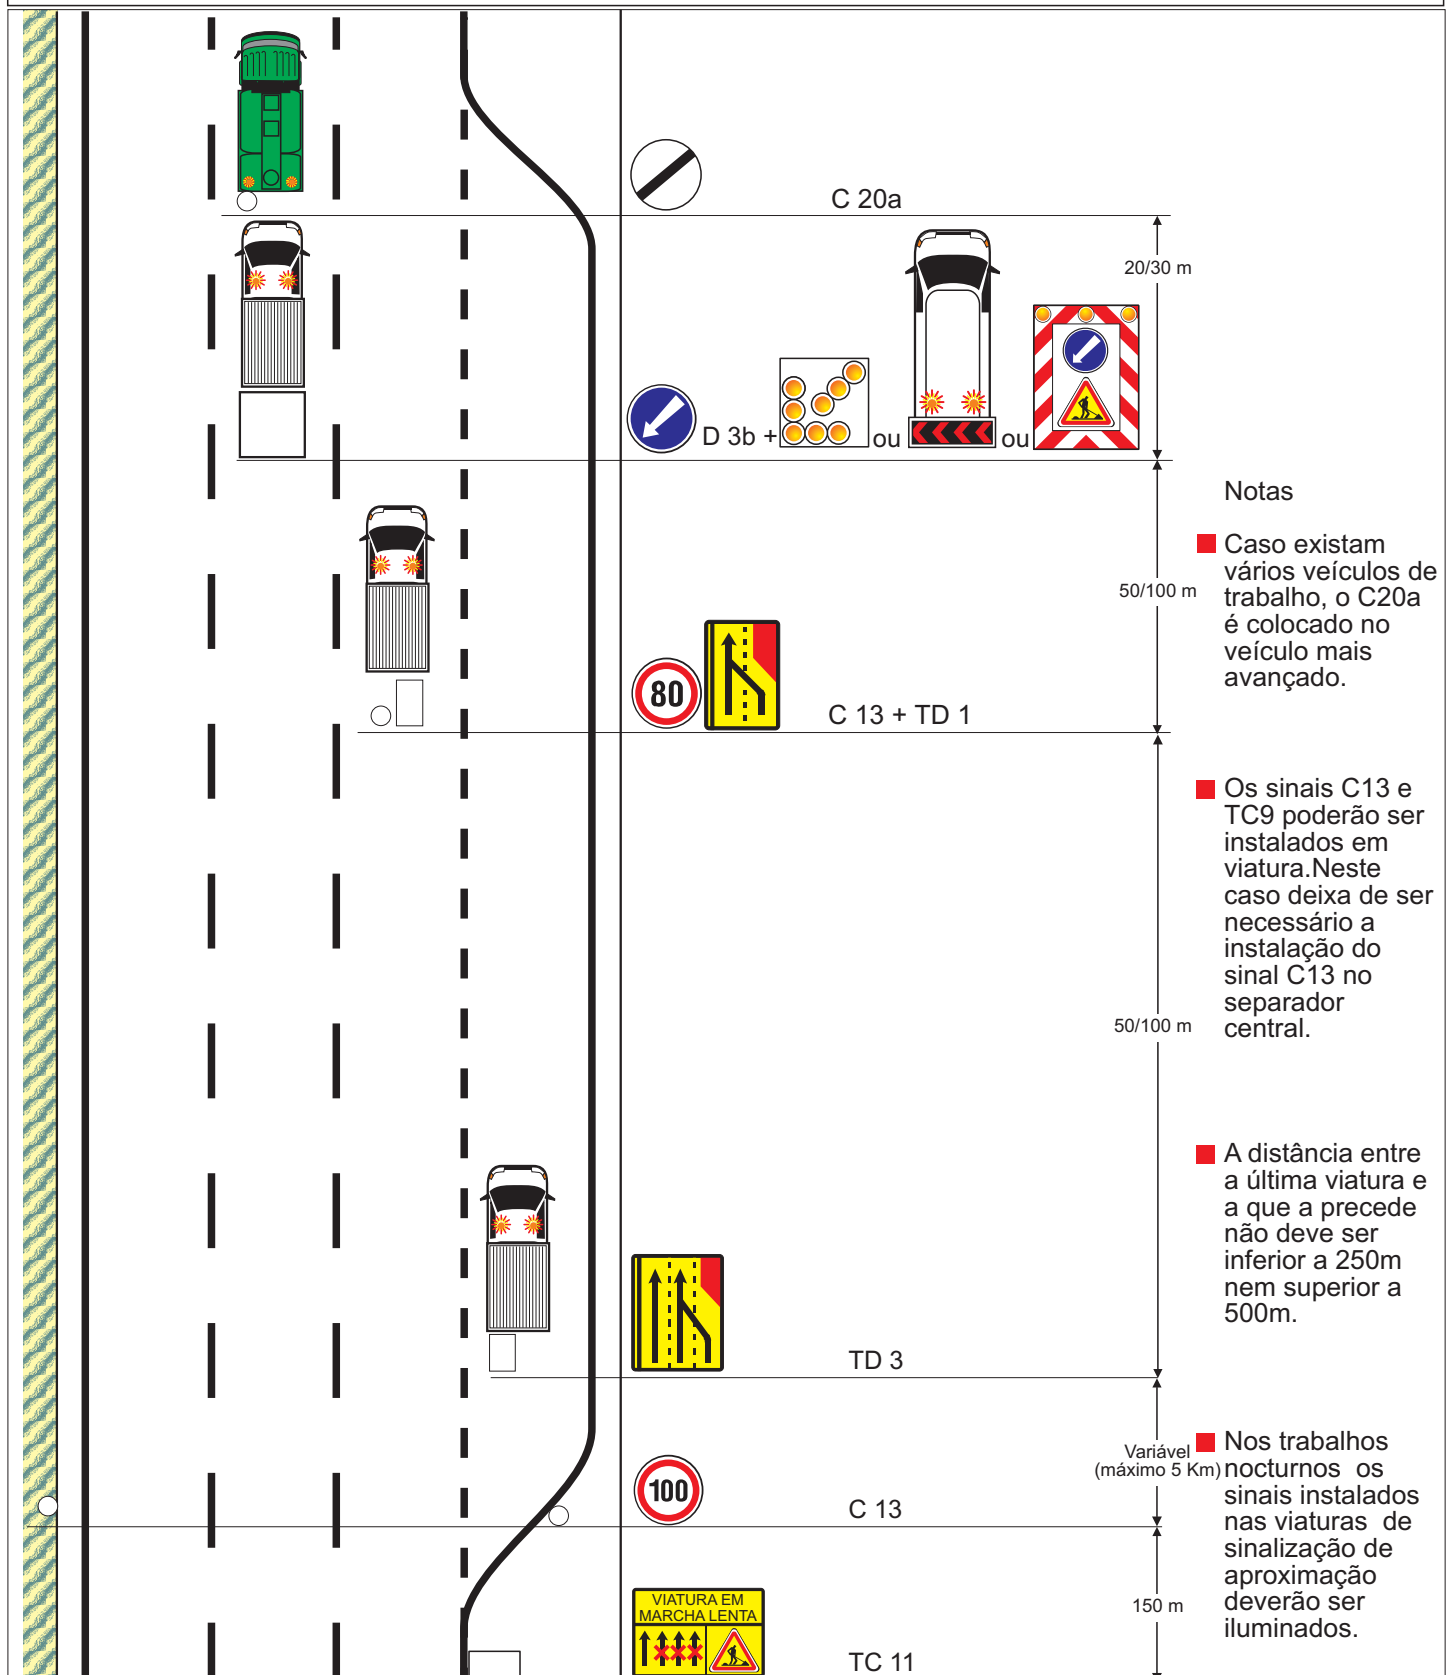 C 20a
20/30 m
D 3b + ou ou
Notas
Caso existam
vários veículos de
trabalho, o C20a
é colocado no
veículo mais
avançado.
50/100 m
80
C 13 + TD 1
Os sinais C13 e
TC9 poderão ser
instalados em
viatura.Neste
caso deixa de ser
necessário a
instalação do
sinal C13 no
separador
central.
50/100 m
A distância entre
a última viatura e
a que a precede
não deve ser
inferior a 250m
nem superior a
500m.
TD 3
Variável
(máximo 5 Km)
100
C 13
Nos trabalhos
nocturnos os
sinais instalados
nas viaturas de
sinalização de
aproximação
deverão ser
iluminados.
150 m
VIATURA EM
MARCHA LENTA
TC 11